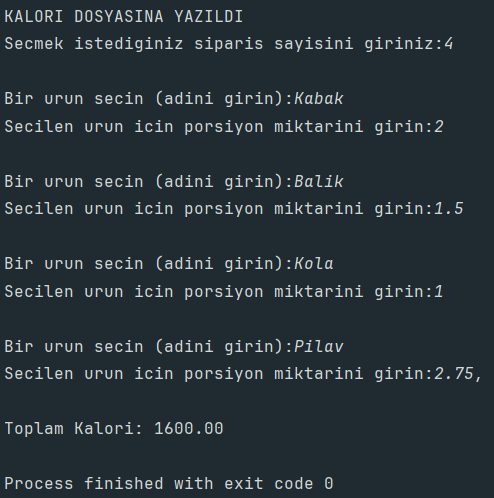 KALORI DOSYASINA YAZILDI
Secmek istediginiz siparis sayisini giriniz:4
Bir urun secin (adini girin):Kabak
Secilen urun icin porsiyon miktarini girin:2
Bir urun secin (adini girin):Balik
Secilen urun icin porsiyon miktarini girin:1.5
Bir urun secin (adini girin):Kola
Secilen urun icin porsiyon miktarini girin:1
Bir urun secin (adini girin):Pilav
Secilen urun icin porsiyon miktarini girin:2.75,
Toplam Kalori: 1600.00
Process finished with exit code 0